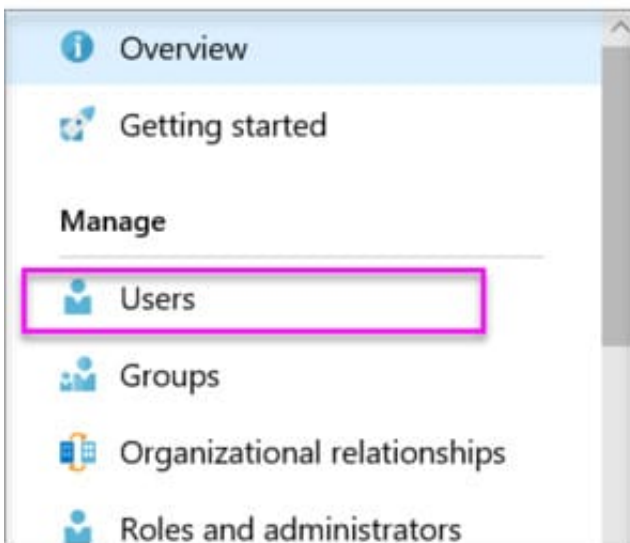 Overview
Getting started
Manage
Users
Groups
Organizational relationships
Roles and administrators